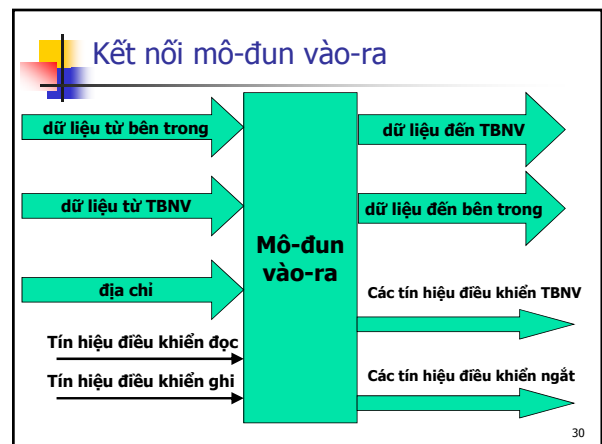 Kết nối mô-đun vào-ra
dữ liệu từ bên trong
dữ liệu từ TBNV
địa chỉ
Tín hiệu điều khiển đọc
Tín hiệu điều khiển ghi
Mô-đun
vào-ra
dữ liệu đến TBNV
dữ liệu đến bên trong
Các tín hiệu điều khiển TBNV
Các tín hiệu điều khiển ngắt
30